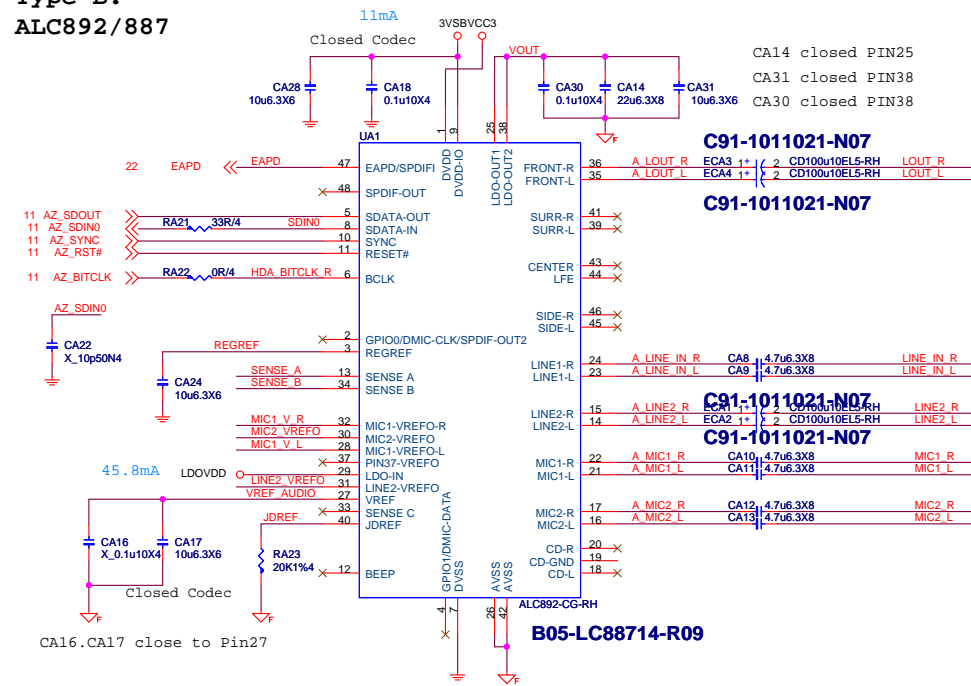 Type B:
ALC892/887
11mA
Closed Codec
3VSBVCC3
VOUT
CA28
10u6.3X6
CA18
0.1u10X4
CA30
0.1u10X4
CA14
22u6.3X8
CA31
10u6.3X6
CA14 closed PIN25
CA31 closed PIN38
CA30 closed PIN38
UA1
1
9
25
38
DVDD
DVDD-IO
LDO-OUT1
LDO-OUT2
C91-1011021-N07
22 EAPD EAPD 47 EAPD/SPDIFI
48 SPDIF-OUT
11 AZ_SDOUT 5 SDATA-OUT
11 AZ_SDIN0 RA21 33R/4 SDIN0 8 SDATA-IN
11 AZ_SYNC 10 SYNC
11 AZ_RST# 11 RESET#
11 AZ_BITCLK RA22 0R/4 HDA_BITCLK_R 6 BCLK
AZ_SDIN0
CA22
X_10p50N4
2 GPIO0/DMIC-CLK/SPDIF-OUT2
REGREF 3 REGREF
CA24
10u6.3X6
SENSE_A 13 SENSE A
SENSE_B 34 SENSE B
MIC1_V_R 32 MIC1-VREFO-R
MIC2_VREFO 30 MIC2-VREFO
MIC1_V_L 28 MIC1-VREFO-L
37 PIN37-VREFO
45.8mA
LDOVDD 29 LDO-IN
LINE2_VREFO 31 LINE2-VREFO
VREF_AUDIO 27 VREF
33 SENSE C
JDREF 40 JDREF
CA16
X_0.1u10X4
CA17
10u6.3X6
RA23
20K1%4
12 BEEP
Closed Codec
CA16.CA17 close to Pin27
FRONT-R 36 A_LOUT_R ECA3 1 + 2 CD100u10EL5-RH LOUT_R
FRONT-L 35 A_LOUT_L ECA4 1 + 2 CD100u10EL5-RH LOUT_L
C91-1011021-N07
SURR-R 41
SURR-L 39
CENTER 43
LFE 44
SIDE-R 46
SIDE-L 45
LINE1-R 24 A_LINE_IN_R CA8 4.7u6.3X8 LINE_IN_R
LINE1-L 23 A_LINE_IN_L CA9 4.7u6.3X8 LINE_IN_L
C91-1011021-N07
LINE2-R 15 A_LINE2_R ECA1 1 + 2 CD100u10EL5-RH LINE2_R
LINE2-L 14 A_LINE2_L ECA2 1 + 2 CD100u10EL5-RH LINE2_L
C91-1011021-N07
MIC1-R 22 A_MIC1_R CA10 4.7u6.3X8 MIC1_R
MIC1-L 21 A_MIC1_L CA11 4.7u6.3X8 MIC1_L
MIC2-R 17 A_MIC2_R CA12 4.7u6.3X8 MIC2_R
MIC2-L 16 A_MIC2_L CA13 4.7u6.3X8 MIC2_L
CD-R 20
CD-GND 19
CD-L 18
GPIO1/DMIC-DATA
DVSS
AVSS
AVSS
4
7
26
42
ALC892-CG-RH
B05-LC88714-R09
F
F
F
F